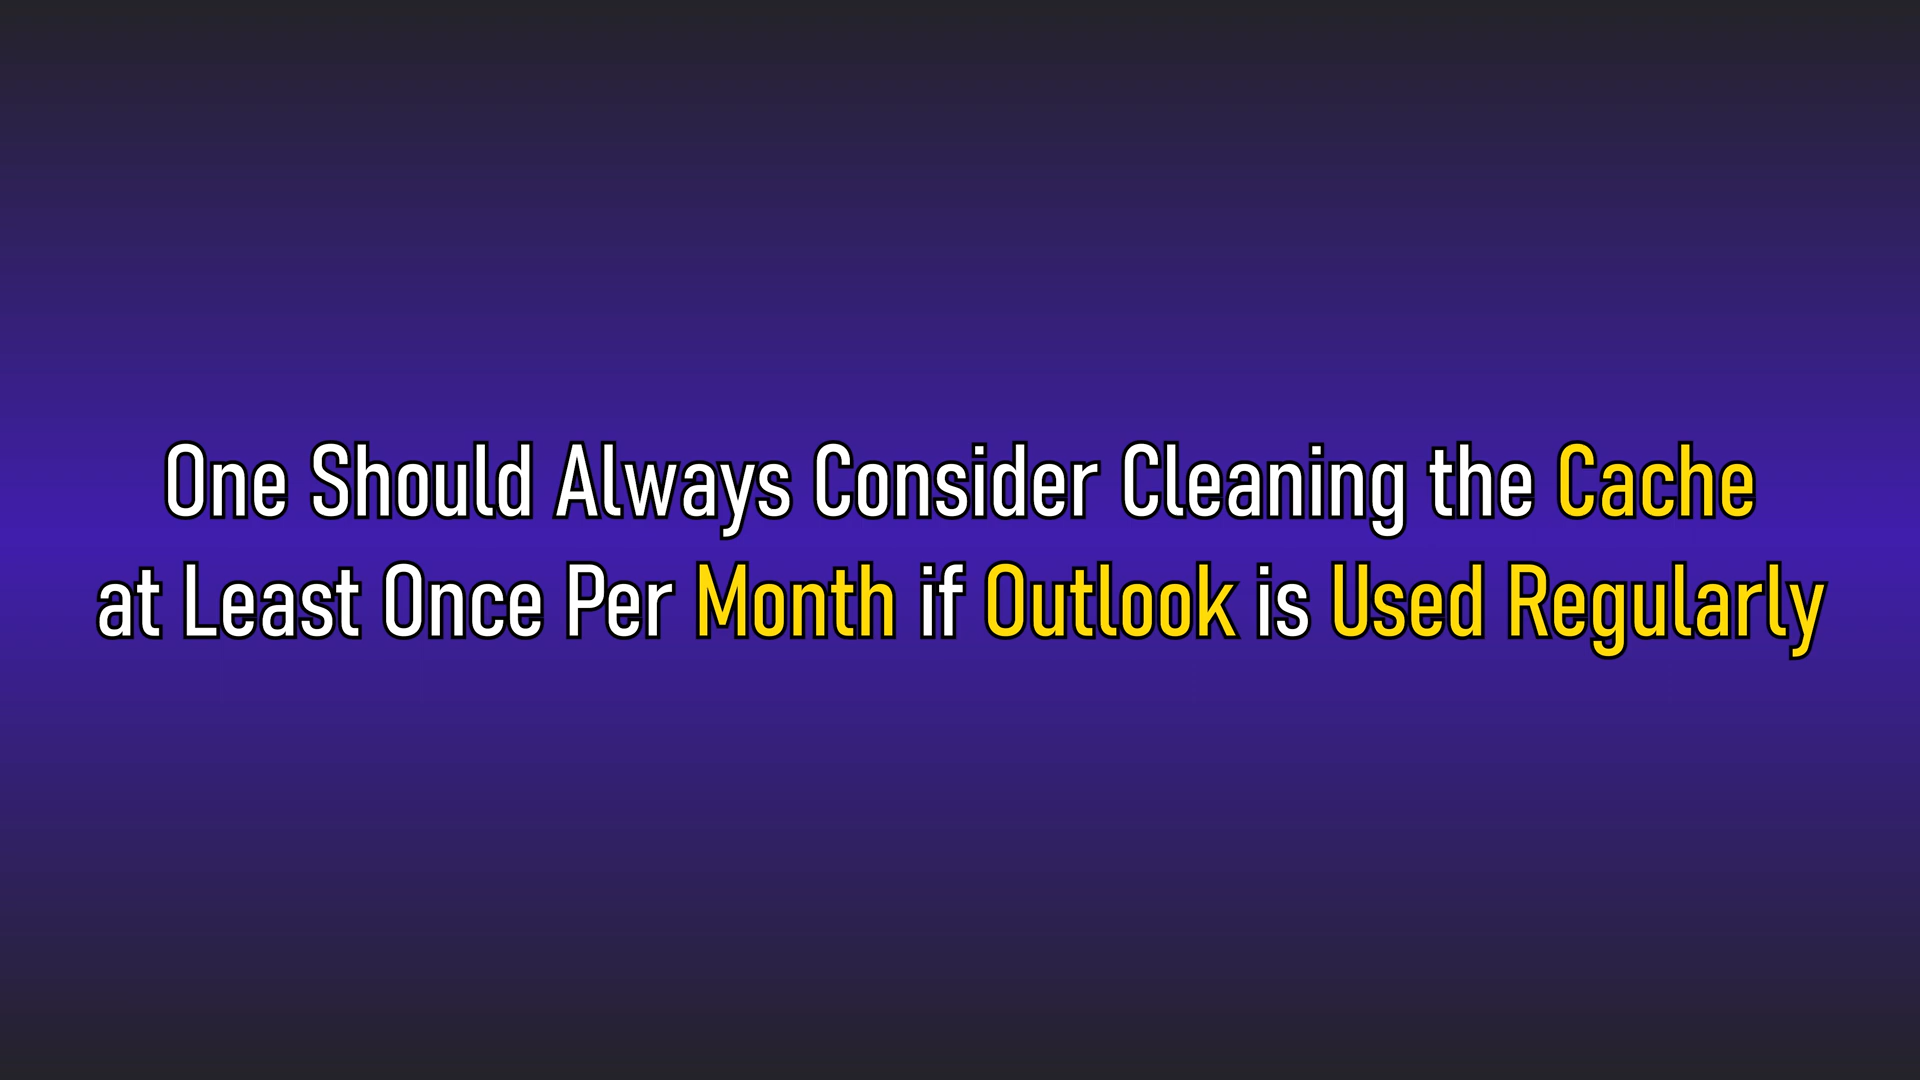 One Should Always Consider Cleaning the Cache
at Least Once Per Month if Outlook is Used Regularly